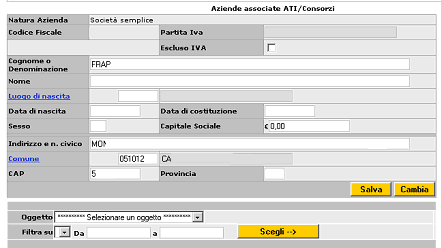 Aziende associate ATI/Consorzi
Natura Azienda Società semplice
Codice Fiscale Partita Iva
Escluso IVA
Cognome o
Denominazione FRAP
Nome
Luogo di nascita
Data di nascita Data di costituzione
Sesso Capitale Sociale € 0,00
Indirizzo e n. civico MON
Comune 051012 CA
CAP 5 Provincia
Salva Cambia
Oggetto ********* Selezionare un oggetto *********
Filtra su Da a Scegli -->